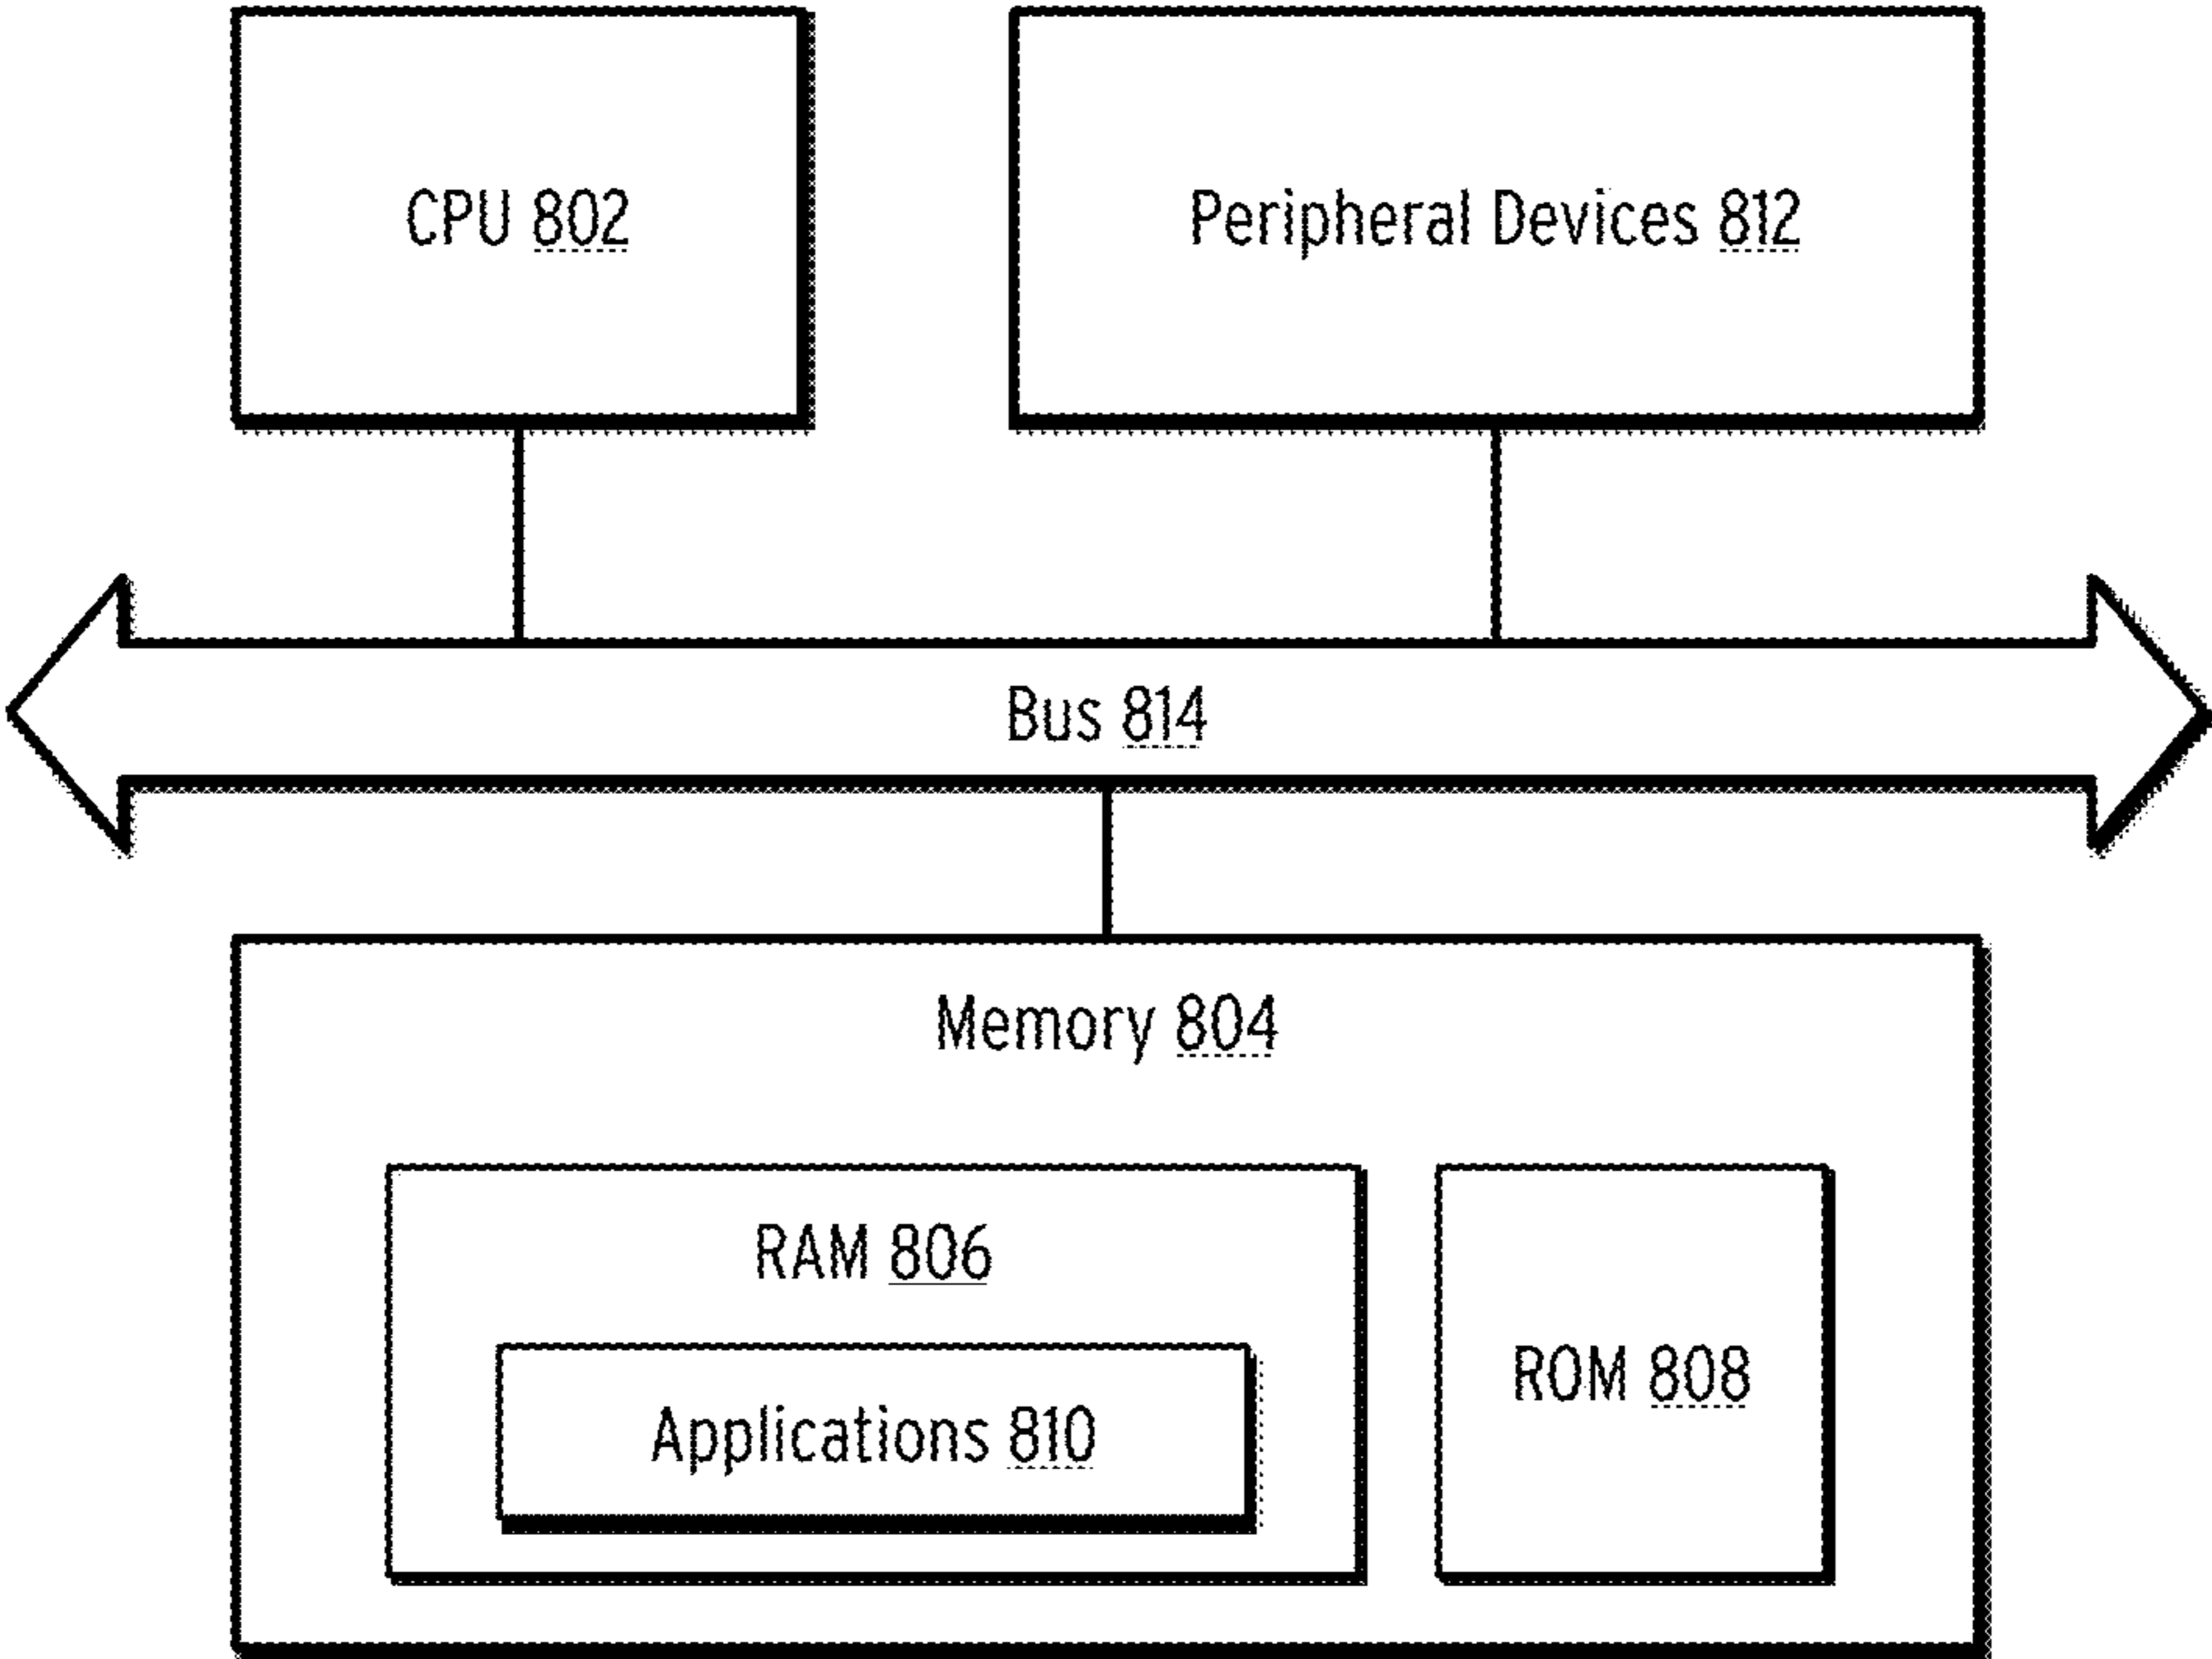 CPU 802
Peripheral Devices 812
Bus 814
Memory 804
RAM 806
ROM 808
Applications 810